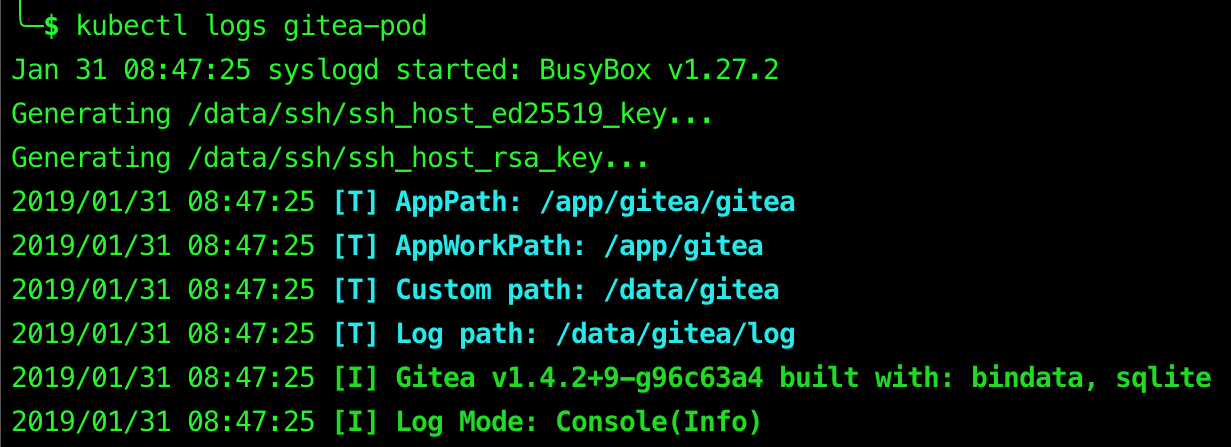 ╰─$ kubectl logs gitea-pod
Jan 31 08:47:25 syslogd started: BusyBox v1.27.2
Generating /data/ssh/ssh_host_ed25519_key...
Generating /data/ssh/ssh_host_rsa_key...
2019/01/31 08:47:25 [T] AppPath: /app/gitea/gitea
2019/01/31 08:47:25 [T] AppWorkPath: /app/gitea
2019/01/31 08:47:25 [T] Custom path: /data/gitea
2019/01/31 08:47:25 [T] Log path: /data/gitea/log
2019/01/31 08:47:25 [I] Gitea v1.4.2+9-g96c63a4 built with: bindata, sqlite
2019/01/31 08:47:25 [I] Log Mode: Console(Info)